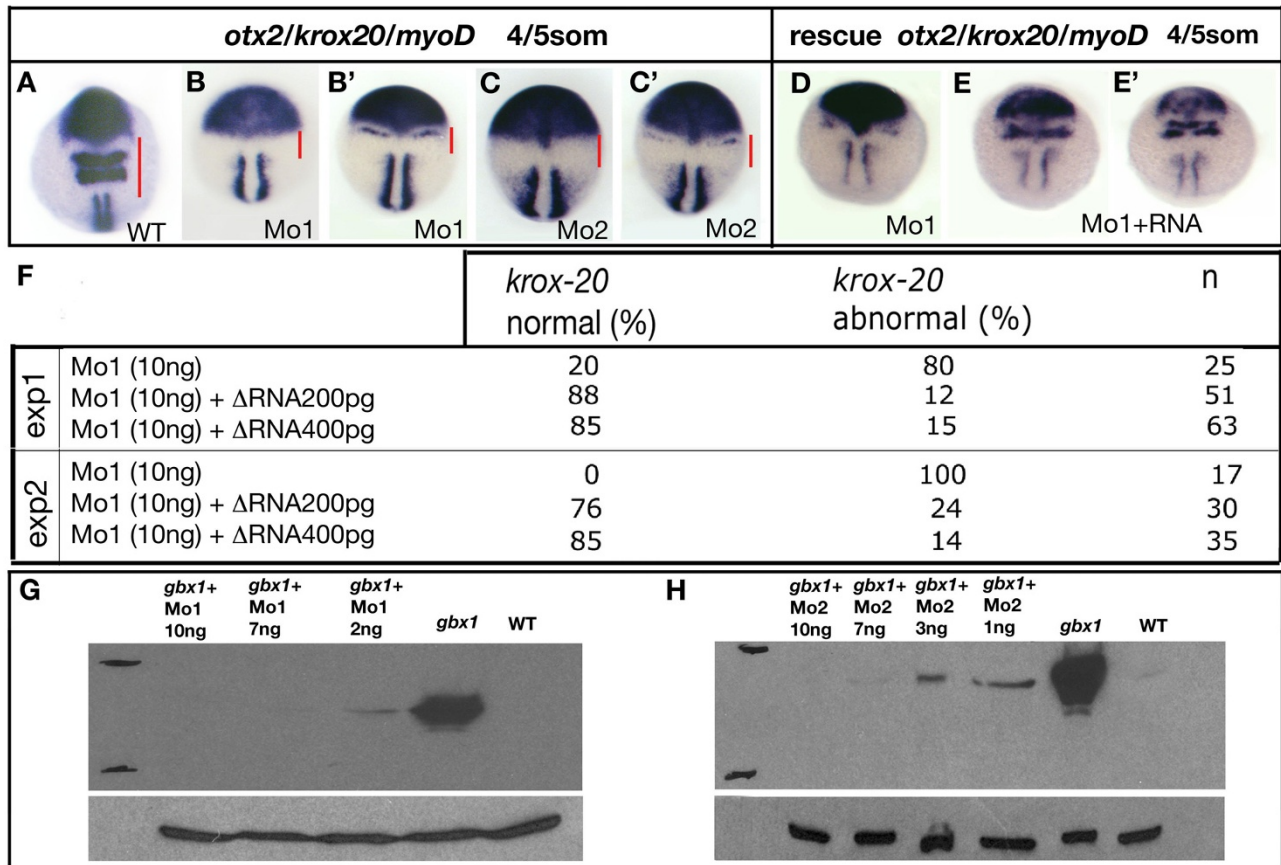 otx2/krox20/myoD 4/5som
rescue otx2/krox20/myoD 4/5som
A B B’ C C’ D E E’
WT Mo1 Mo1 Mo2 Mo2 Mo1 Mo1+RNA
F
krox-20 normal (%)
krox-20 abnormal (%)
n
exp1
Mo1 (10ng) 20 80 25
Mo1 (10ng) + ΔRNA200pg 88 12 51
Mo1 (10ng) + ΔRNA400pg 85 15 63
exp2
Mo1 (10ng) 0 100 17
Mo1 (10ng) + ΔRNA200pg 76 24 30
Mo1 (10ng) + ΔRNA400pg 85 14 35
G
gbx1+ Mo1 10ng
gbx1+ Mo1 7ng
gbx1+ Mo1 2ng
gbx1
WT
H
gbx1+ Mo2 10ng
gbx1+ Mo2 7ng
gbx1+ Mo2 3ng
gbx1+ Mo2 1ng
gbx1
WT